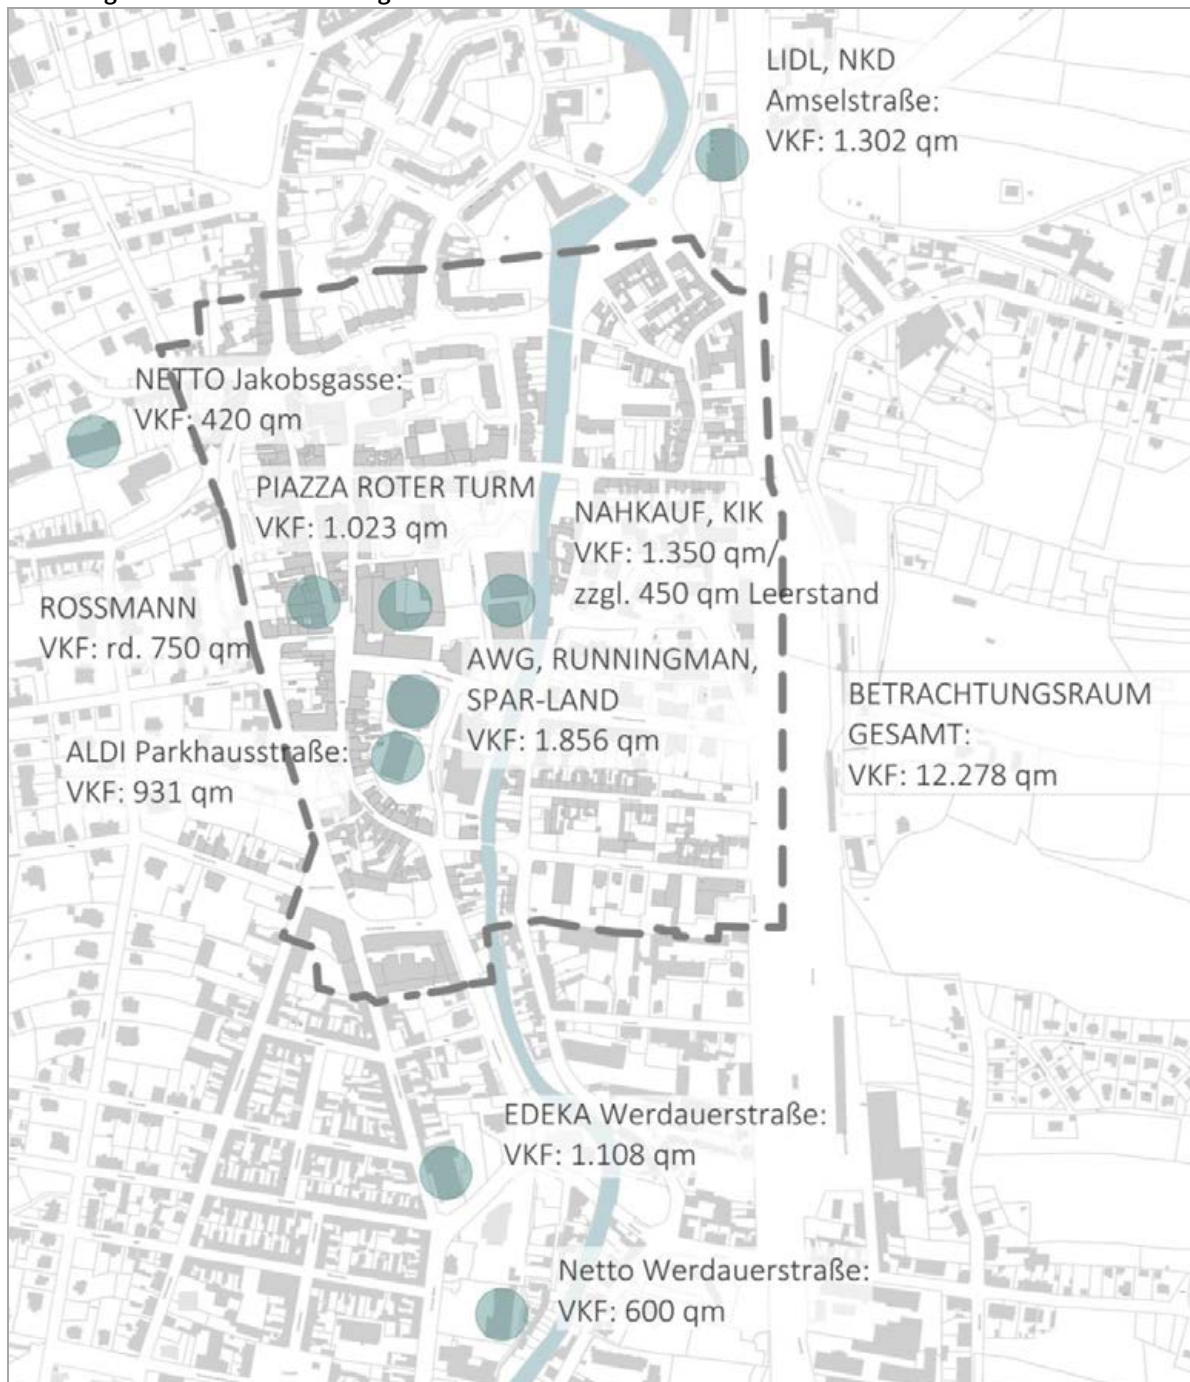 LIDL, NKD
Amselstraße:
VKF: 1.302 qm
NETTO Jakobsgasse:
VKF: 420 qm
PIAZZA ROTER TURM
VKF: 1.023 qm
NAHKAUF, KIK
VKF: 1.350 qm/
zzgl. 450 qm Leerstand
ROSSMANN
VKF: rd. 750 qm
AWG, RUNNINGMAN,
SPAR-LAND
VKF: 1.856 qm
BETRACHTUNGSRAUM
GESAMT:
VKF: 12.278 qm
ALDI Parkhausstraße:
VKF: 931 qm
EDEKA Werdauerstraße:
VKF: 1.108 qm
Netto Werdauerstraße:
VKF: 600 qm